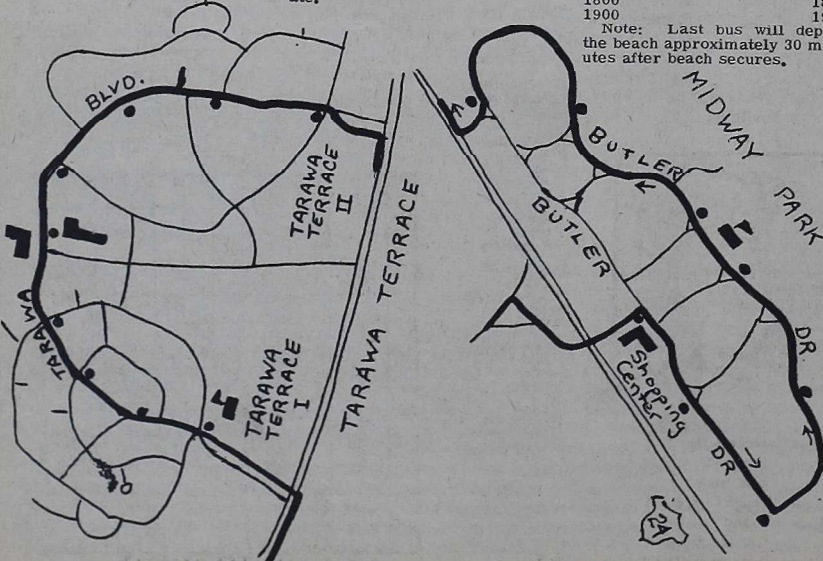 ate.
1800
1900
Note: Last bus will dep
the beach approximately 30 m
utes after beach secures.
BLVD.
TARAWA
TARAWA
TERRACE
II
TARAWA
TERRACE
I
TARAWA TERRACE
MIDWAY
PARK
BUTLER
BUTLER
DR.
Shopping
Center
DR
24